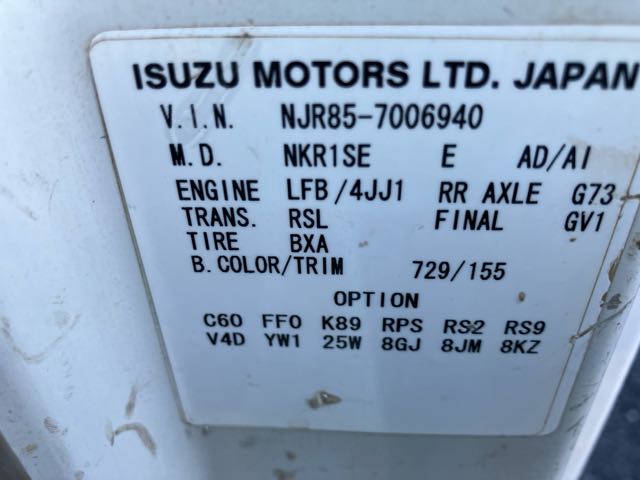 ISUZU MOTORS LTD. JAPAN
V.I.N. NJR85-7006940
M.D. NKR1SE E AD/AI
ENGINE LFB/4JJ1 RR AXLE G73
TRANS. RSL FINAL GV1
TIRE BXA
B.COLOR/TRIM 729/155
OPTION
C60 FF0 K89 RPS RS2 RS9
V4D YW1 25W 8GJ 8JM 8KZ